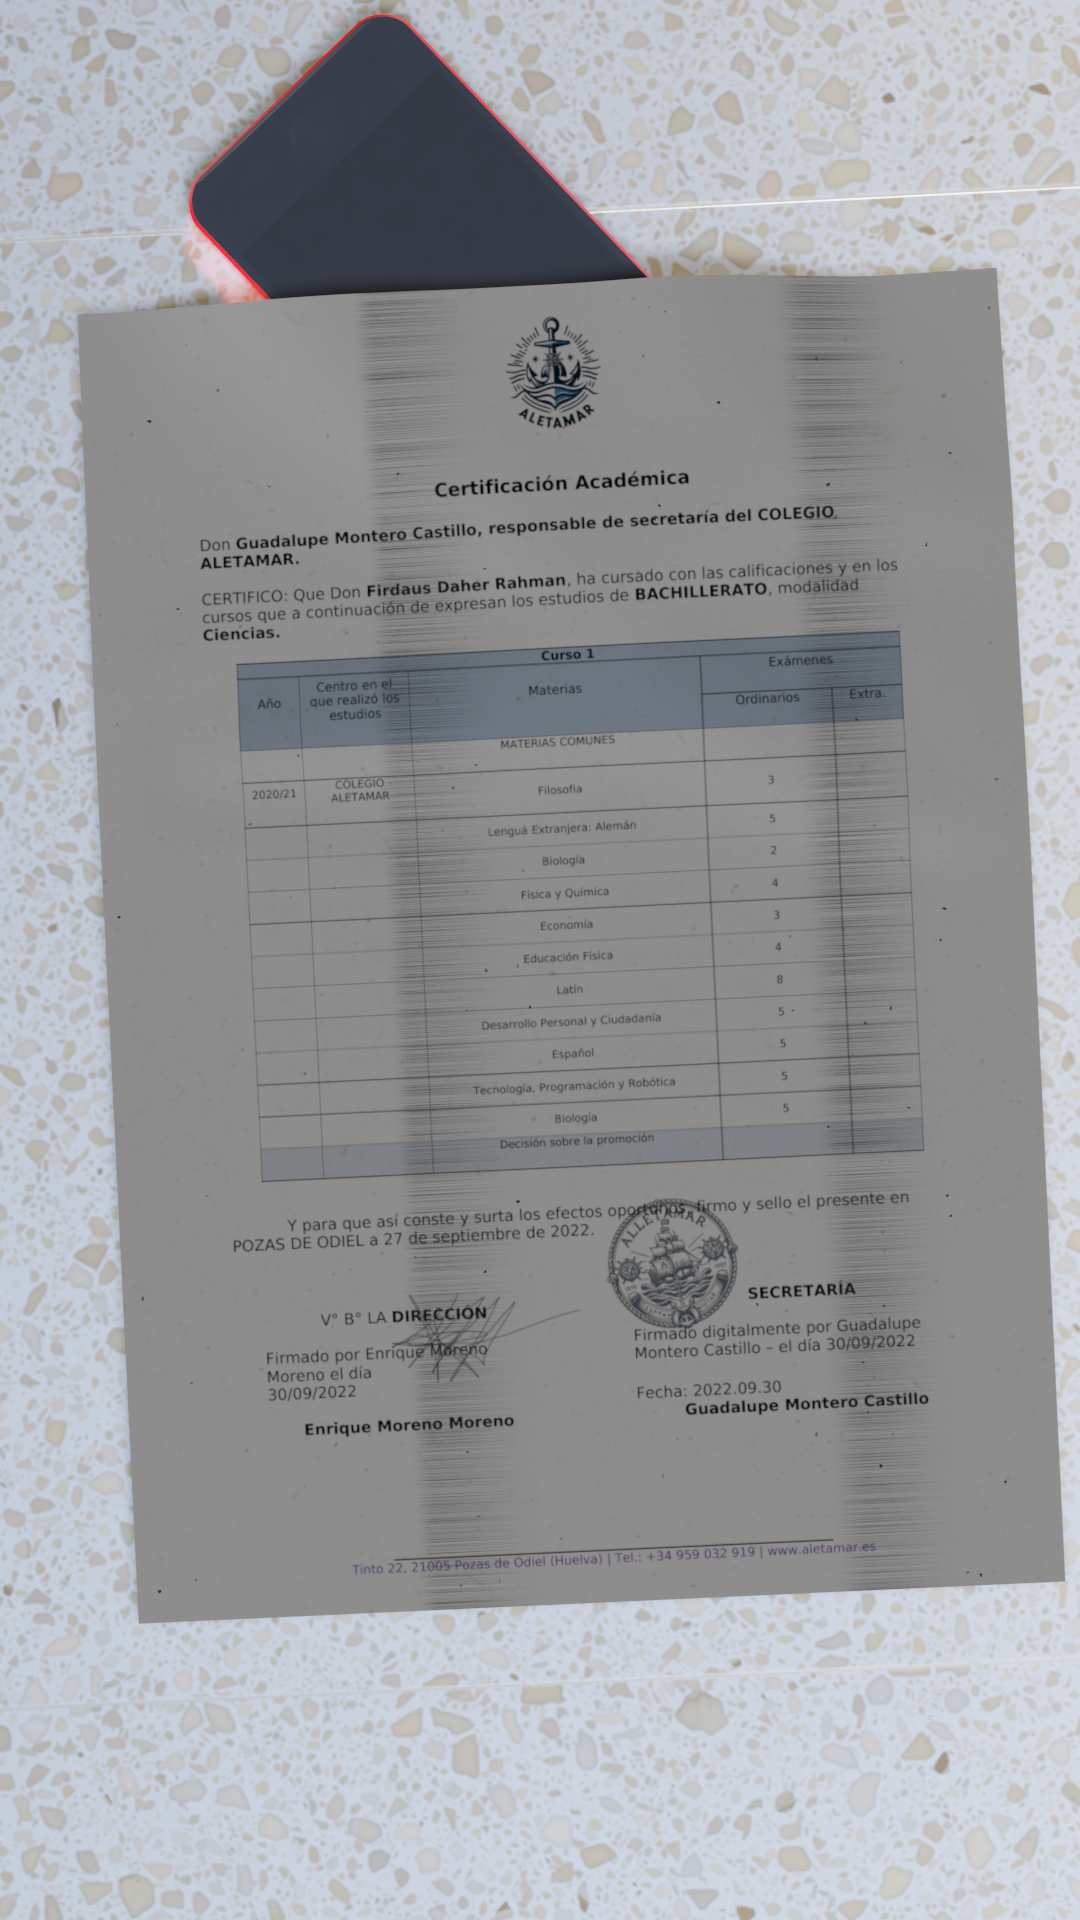 ALETAMAR
Certificación Académica
Don Guadalupe Montero Castillo, responsable de secretaría del COLEGIO
ALETAMAR.
CERTIFICO: Que Don Firdaus Daher Rahman, ha cursado con las calificaciones y en los
cursos que a continuación de expresan los estudios de BACHILLERATO, modalidad
Ciencias.
Curso 1
Año Centro en el que realizó los estudios Materias Exámenes
Ordinarios Extra.
MATERIAS COMUNES
2020/21 COLEGIO ALETAMAR Filosofia 3
Lengua Extranjera: Alemán 5
Biología 2
Física y Química 4
Economía 3
Educación Física 4
Latín 8
Desarrollo Personal y Ciudadanía 5
Español 5
Tecnología, Programación y Robótica 5
Biología 5
Decisión sobre la promoción
Y para que así conste y surta los efectos oportunos, firmo y sello el presente en
POZAS DE ODIEL a 27 de septiembre de 2022.
ALLETAMAR
V° B° LA DIRECCIÓN
Firmado por Enrique Moreno
Moreno el día
30/09/2022
Enrique Moreno Moreno
SECRETARÍA
Firmado digitalmente por Guadalupe
Montero Castillo – el día 30/09/2022
Fecha: 2022.09.30
Guadalupe Montero Castillo
Tinto 22, 21005 Pozas de Odiel (Huelva) | Tel.: +34 959 032 919 | www.aletamar.es